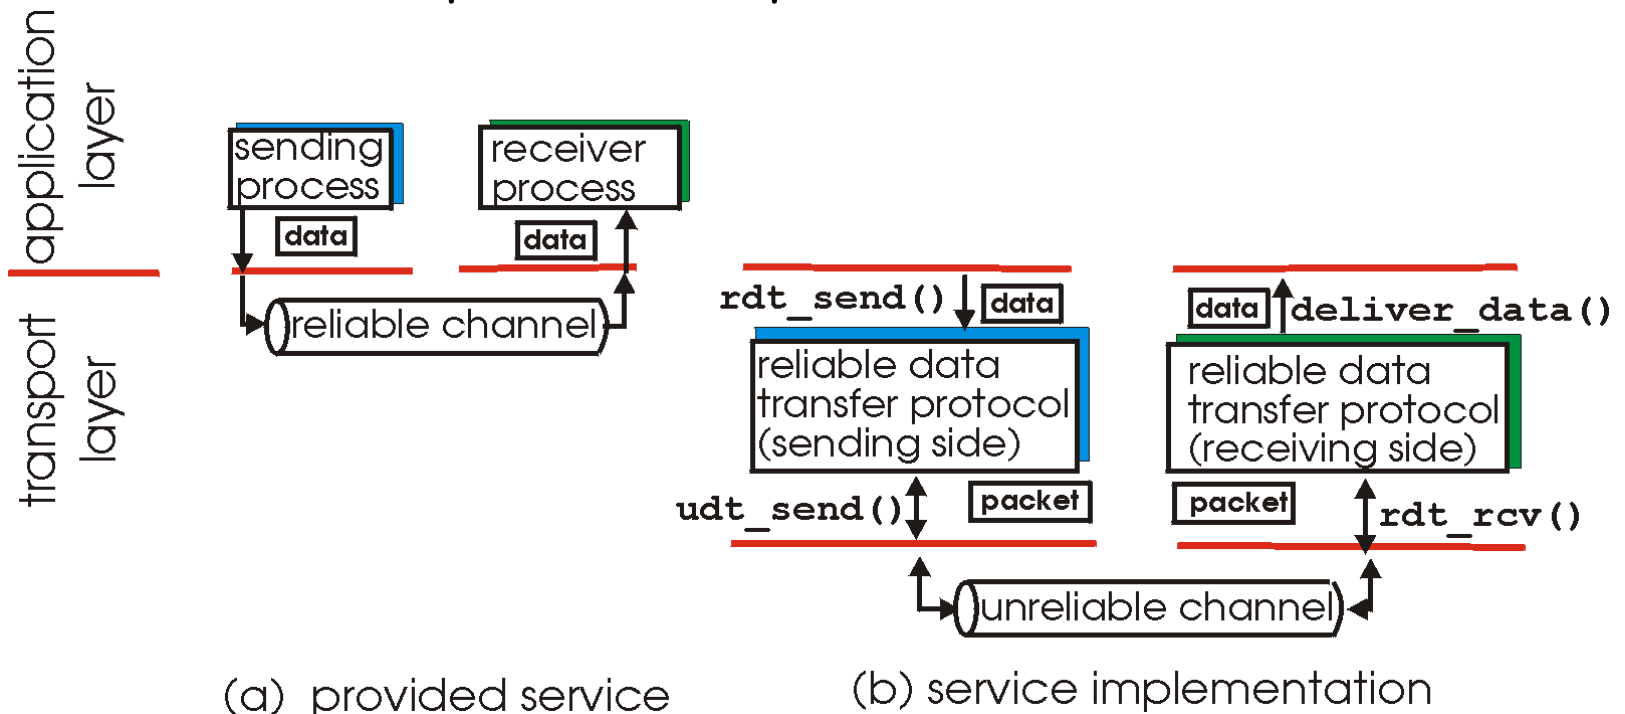 application
layer
transport
layer
sending
process
data
receiver
process
data
reliable channel
rdt_send()
data
reliable data
transfer protocol
(sending side)
udt_send()
packet
data
deliver_data()
reliable data
transfer protocol
(receiving side)
packet
rdt_rcv()
unreliable channel
(a) provided service
(b) service implementation